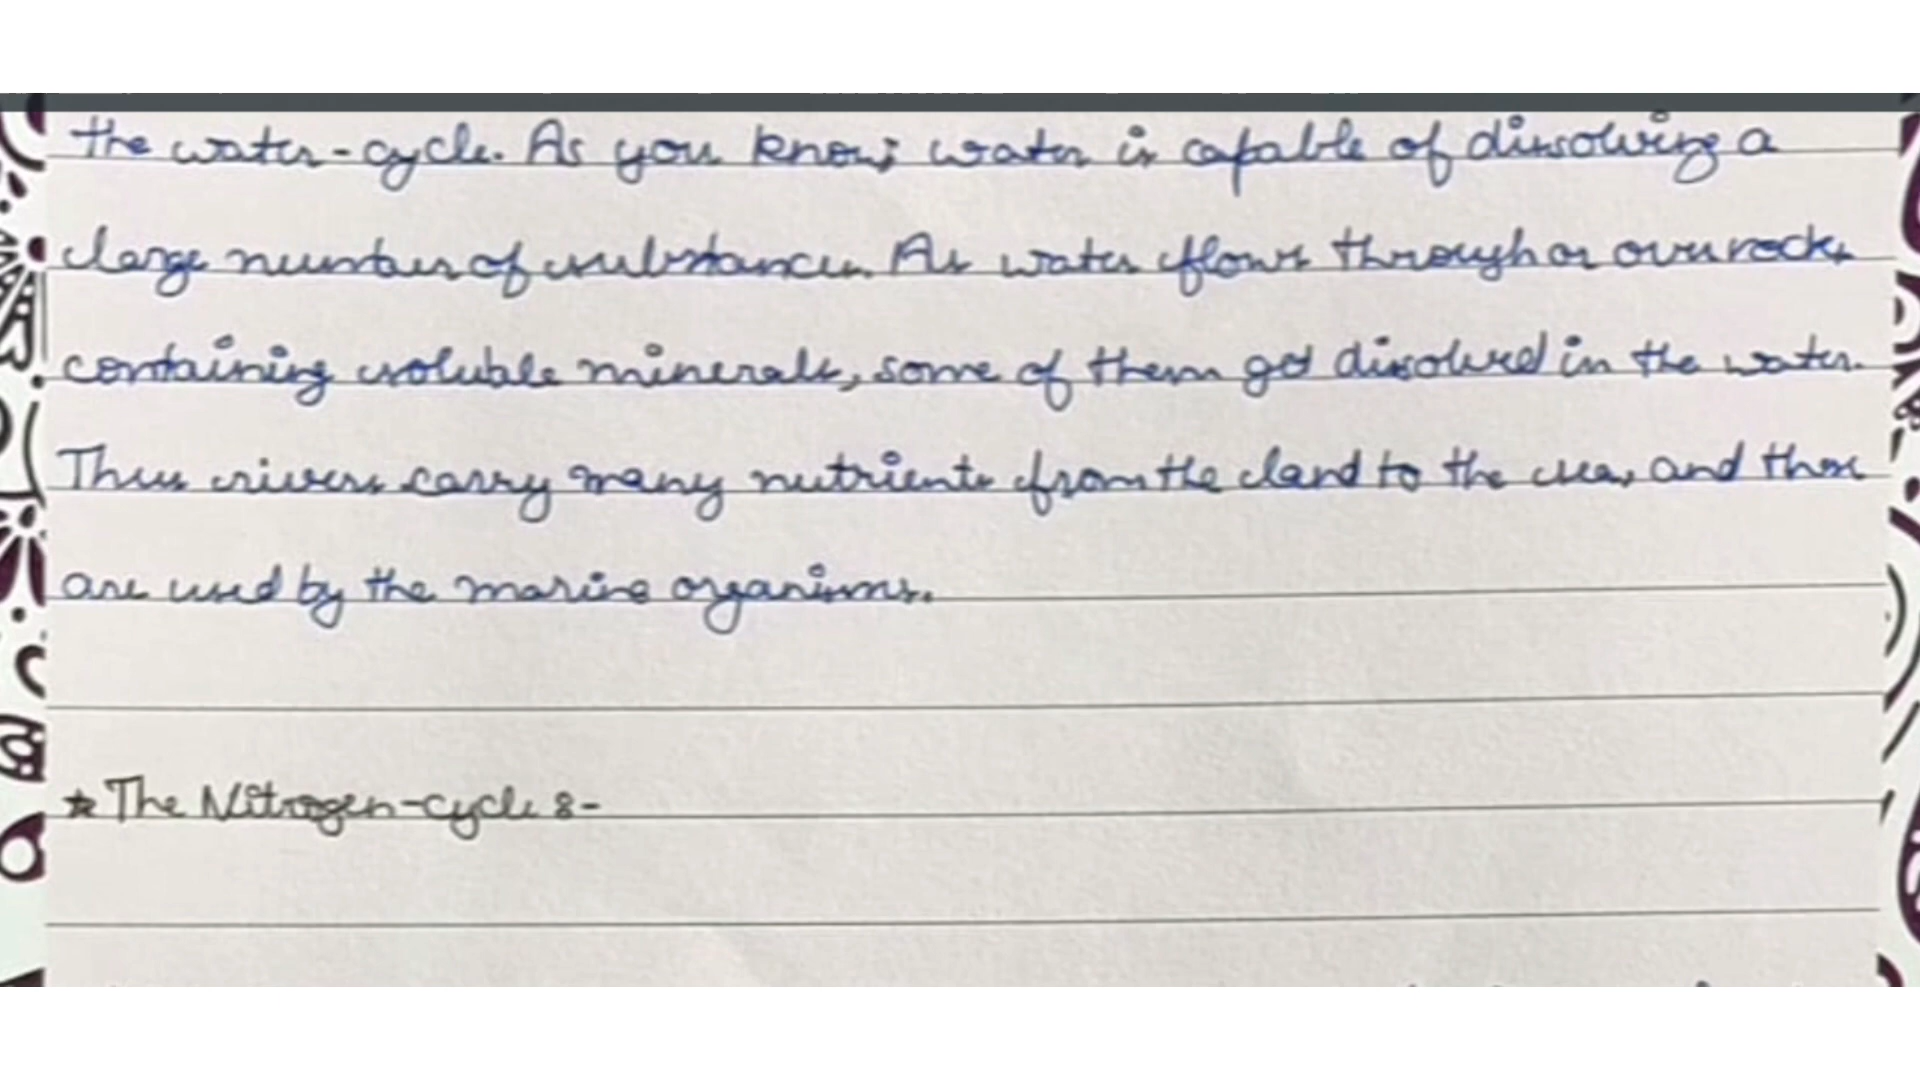 the water-cycle. As you know, water is capable of dissolving a
large number of substances. As water flows through or over rocks
containing soluble minerals, some of them get dissolved in the water.
Thus rivers carry many nutrients from the land to the sea, and these
are used by the marine organisms.
☆ The Nitrogen-cycle :-